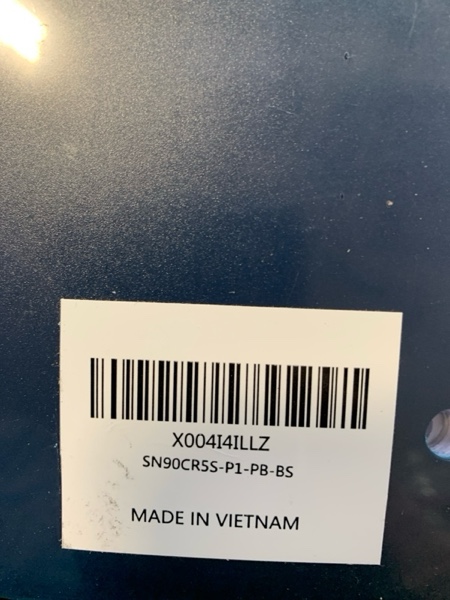 X004I4ILLZ
SN90CR5S-P1-PB-BS
MADE IN VIETNAM